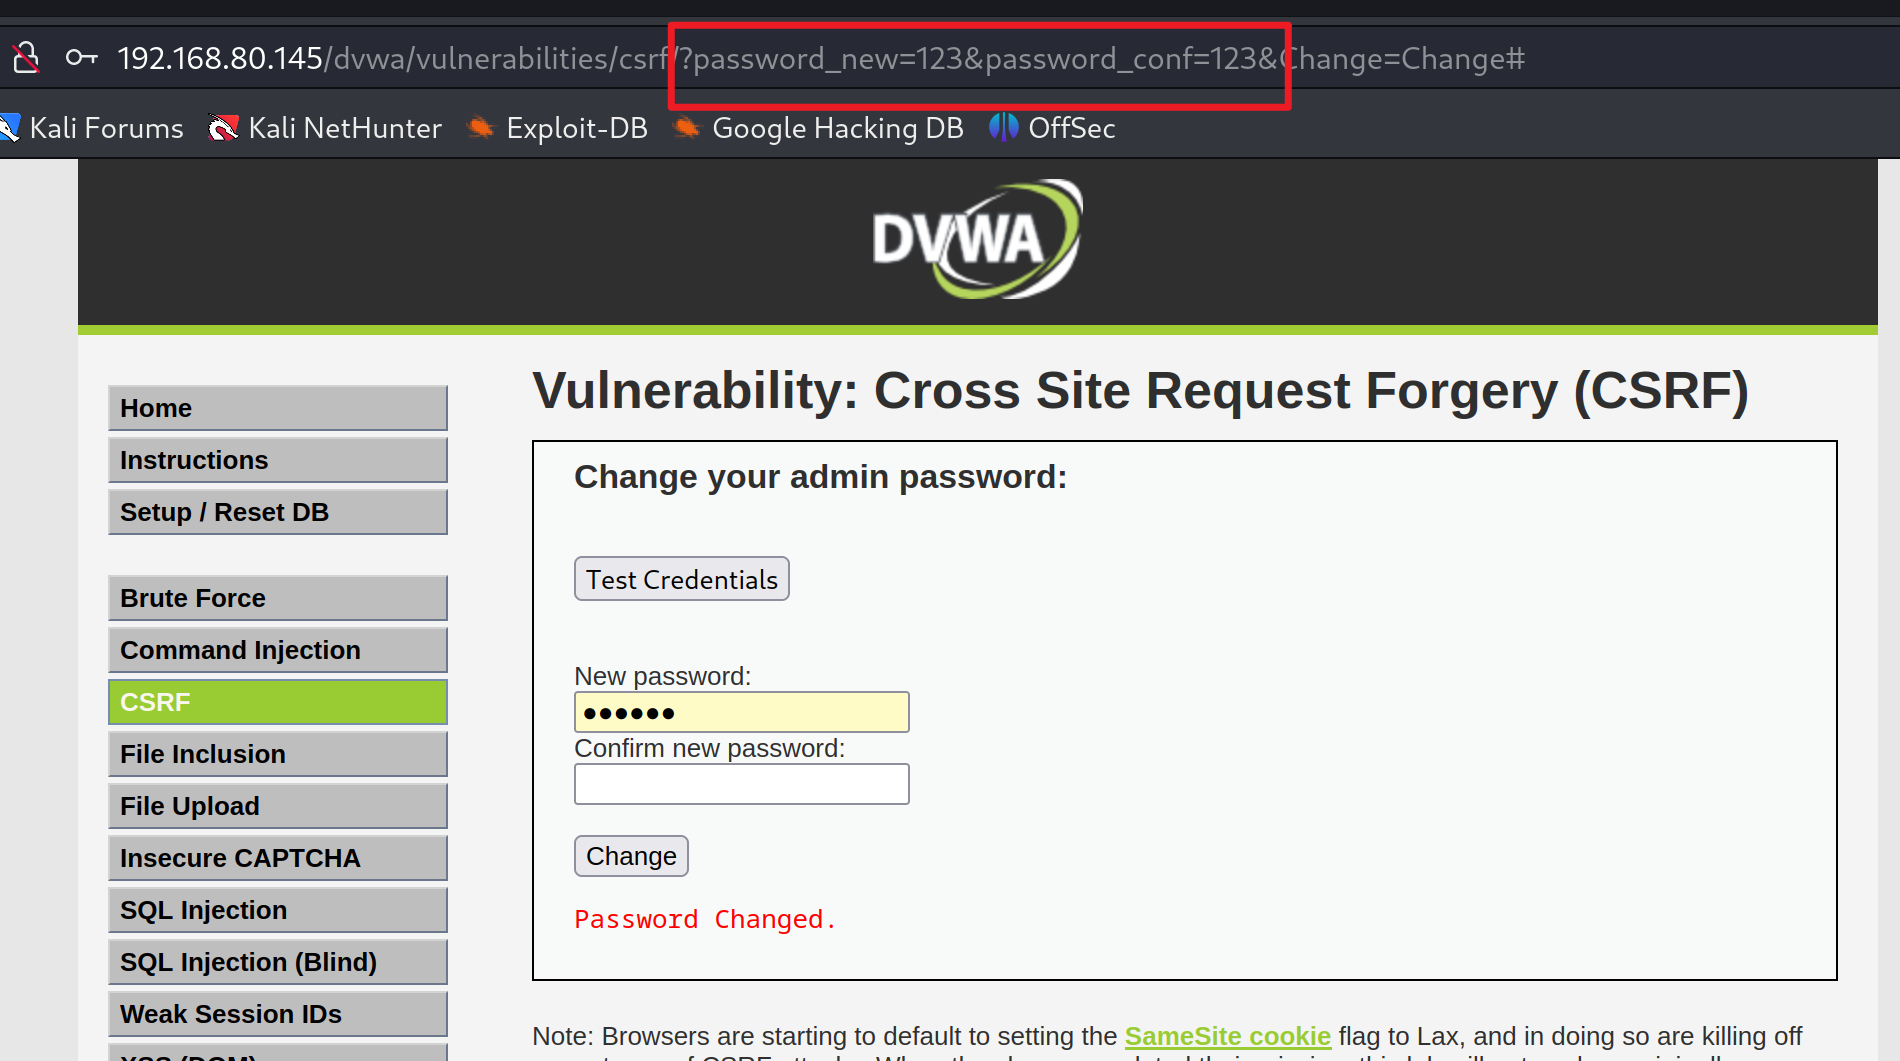 192.168.80.145/dvwa/vulnerabilities/csrf/?password_new=123&password_conf=123&Change=Change#
Kali Forums Kali NetHunter Exploit-DB Google Hacking DB OffSec
DVWA
Home
Instructions
Setup / Reset DB
Brute Force
Command Injection
CSRF
File Inclusion
File Upload
Insecure CAPTCHA
SQL Injection
SQL Injection (Blind)
Weak Session IDs
XSS (DOM)
Vulnerability: Cross Site Request Forgery (CSRF)
Change your admin password:
Test Credentials
New password:
••••••
Confirm new password:
Change
Password Changed.
Note: Browsers are starting to default to setting the SameSite cookie flag to Lax, and in doing so are killing off